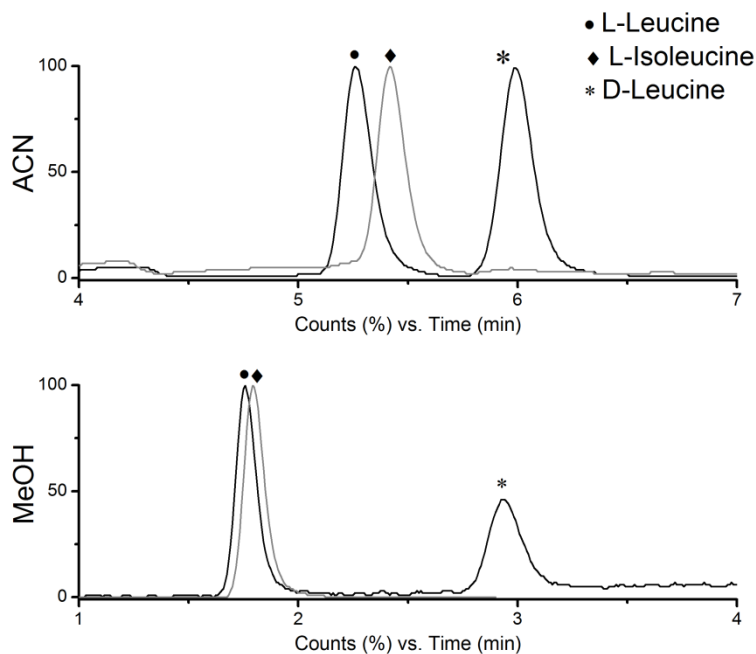 ● L-Leucine
◆ L-Isoleucine
* D-Leucine
● ◆ *
100
50
0
ACN
4 5 6 7
Counts (%) vs. Time (min)
● ◆
*
100
50
0
MeOH
1 2 3 4
Counts (%) vs. Time (min)